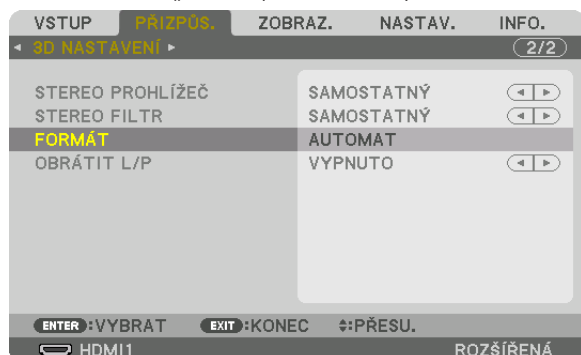 VSTUP PŘIZPŮS. ZOBRAZ. NASTAV. INFO.
3D NASTAVENÍ 2/2
STEREO PROHLÍŽEČ SAMOSTATNÝ
STEREO FILTR SAMOSTATNÝ
FORMÁT AUTOMAT
OBRÁTIT L/P VYPNUTO
ENTER :VYBRAT EXIT :KONEC :PŘESU.
HDMI1 ROZŠÍŘENÁ